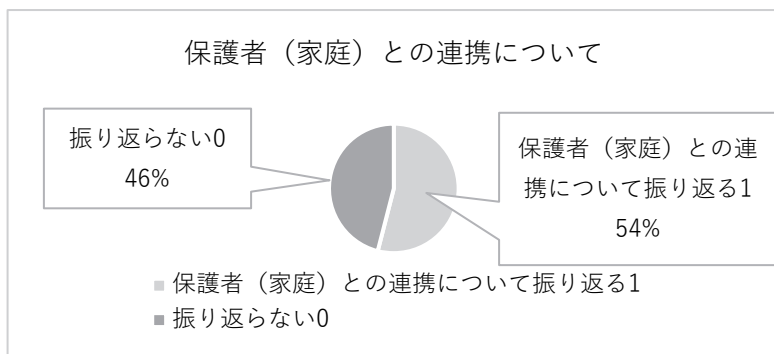 保護者（家庭）との連携について
振り返らない0
46%
保護者（家庭）との連
携について振り返る1
54%
保護者（家庭）との連携について振り返る1
振り返らない0